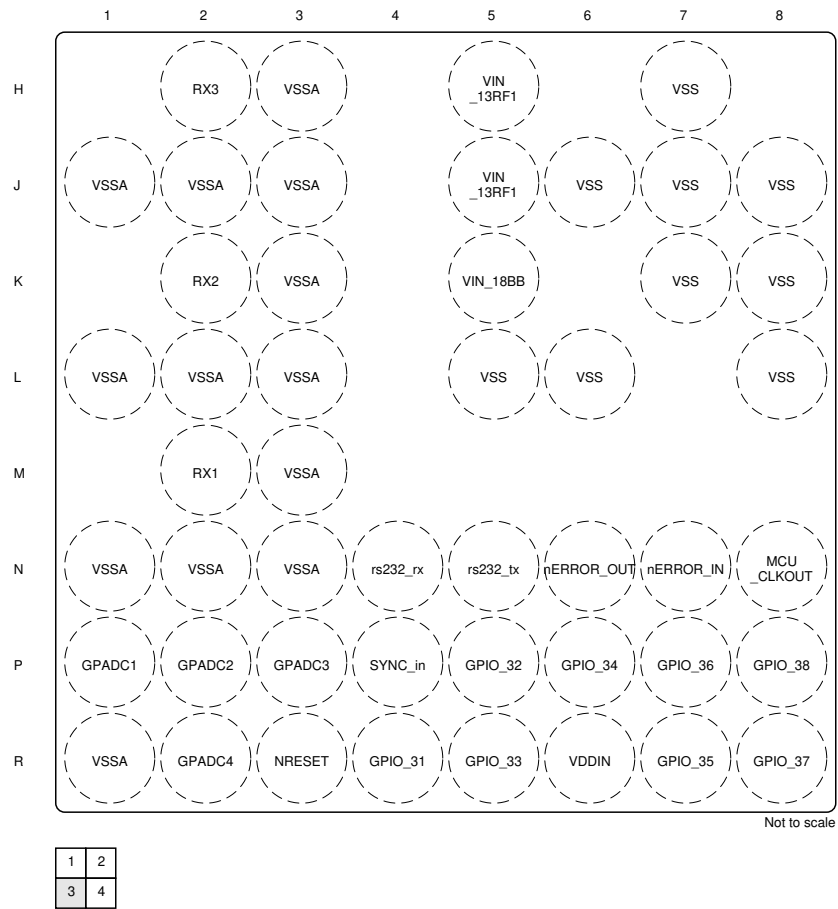 1 2 3 4 5 6 7 8
H RX3 VSSA VIN _13RF1 VSS
J VSSA VSSA VSSA VIN _13RF1 VSS VSS VSS
K RX2 VSSA VIN_18BB VSS VSS
L VSSA VSSA VSSA VSS VSS VSS
M RX1 VSSA
N VSSA VSSA VSSA rs232_rx rs232_tx nERROR_OUT nERROR_IN MCU _CLKOUT
P GPADC1 GPADC2 GPADC3 SYNC_in GPIO_32 GPIO_34 GPIO_36 GPIO_38
R VSSA GPADC4 NRESET GPIO_31 GPIO_33 VDDIN GPIO_35 GPIO_37
Not to scale
1 2
3 4